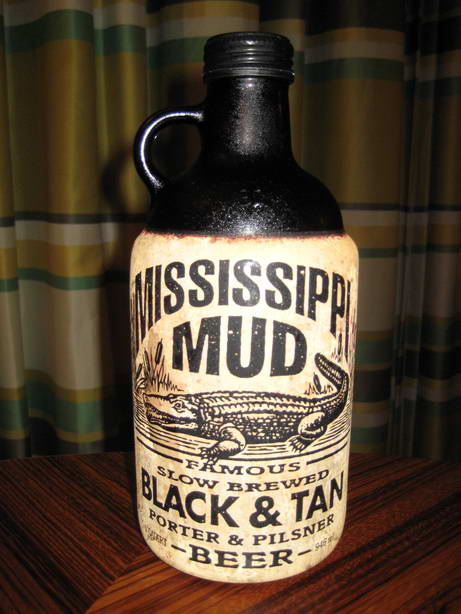 MISSISSIPPI
MUD
FAMOUS
SLOW BREWED
BLACK & TAN
PORTER & PILSNER
BEER